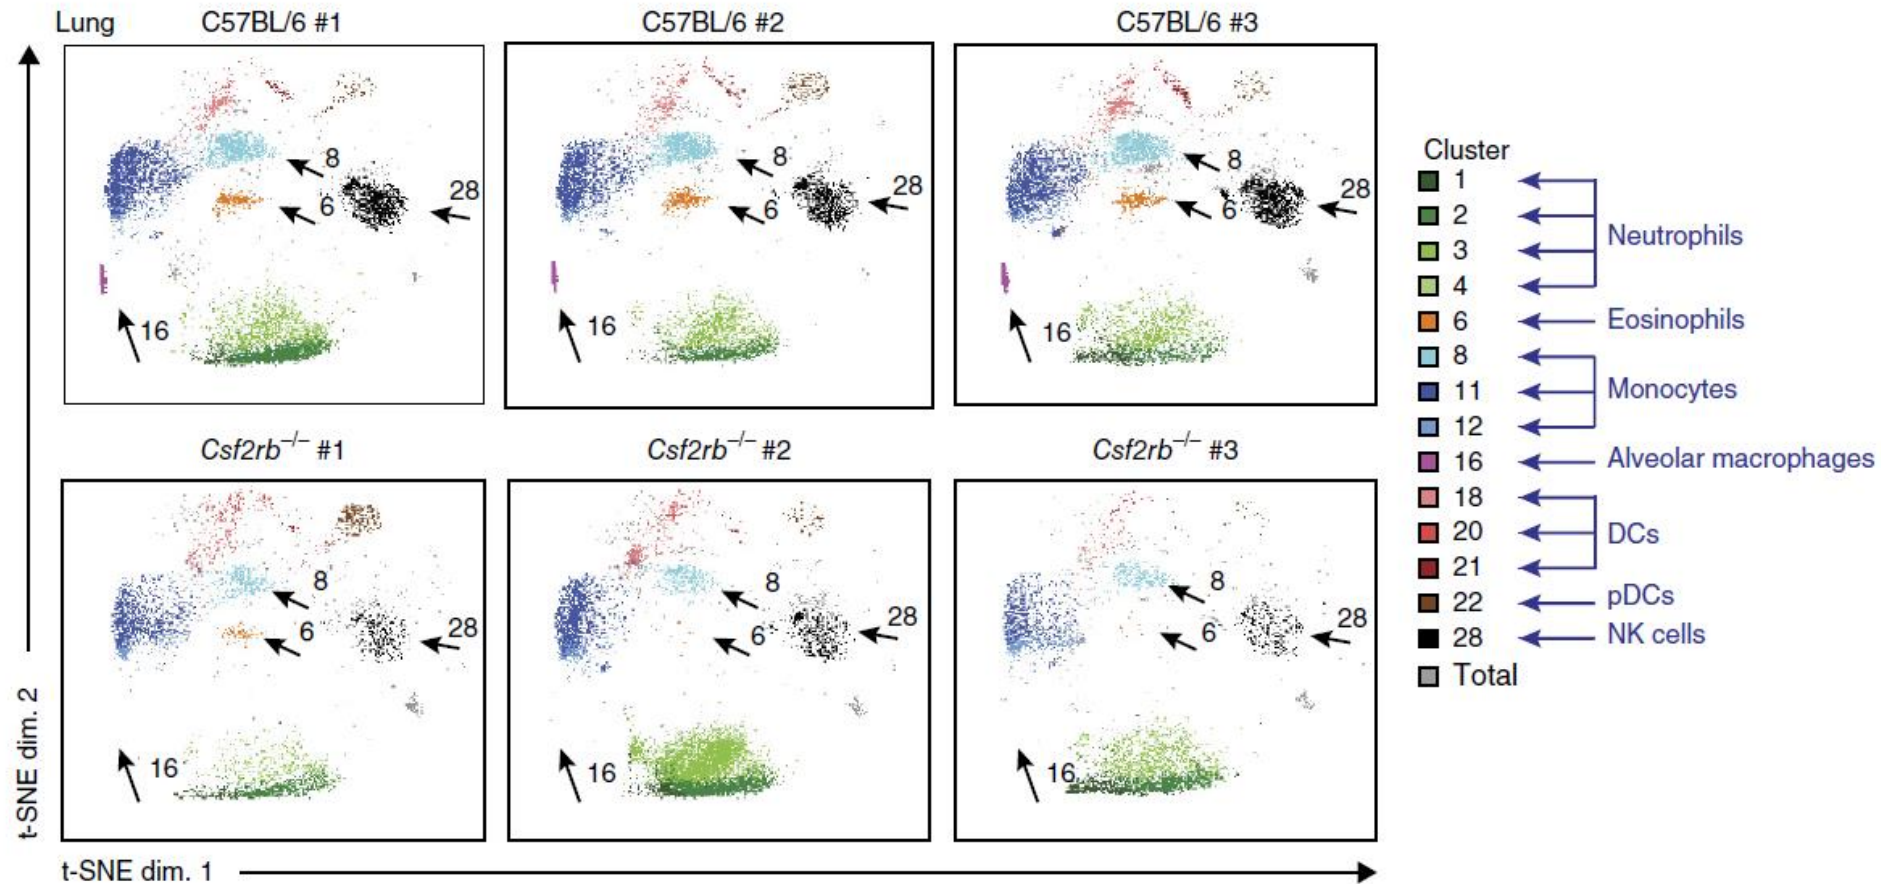 Lung
C57BL/6 #1
C57BL/6 #2
C57BL/6 #3
8
6
28
16
8
6
28
16
8
6
28
16
Csf2rb–/– #1
Csf2rb–/– #2
Csf2rb–/– #3
8
6
28
16
8
6
28
16
8
6
28
16
t-SNE dim. 2
t-SNE dim. 1
Cluster
1
2
3
4
Neutrophils
6
Eosinophils
8
11
12
Monocytes
16
Alveolar macrophages
18
20
21
DCs
22
pDCs
28
NK cells
Total